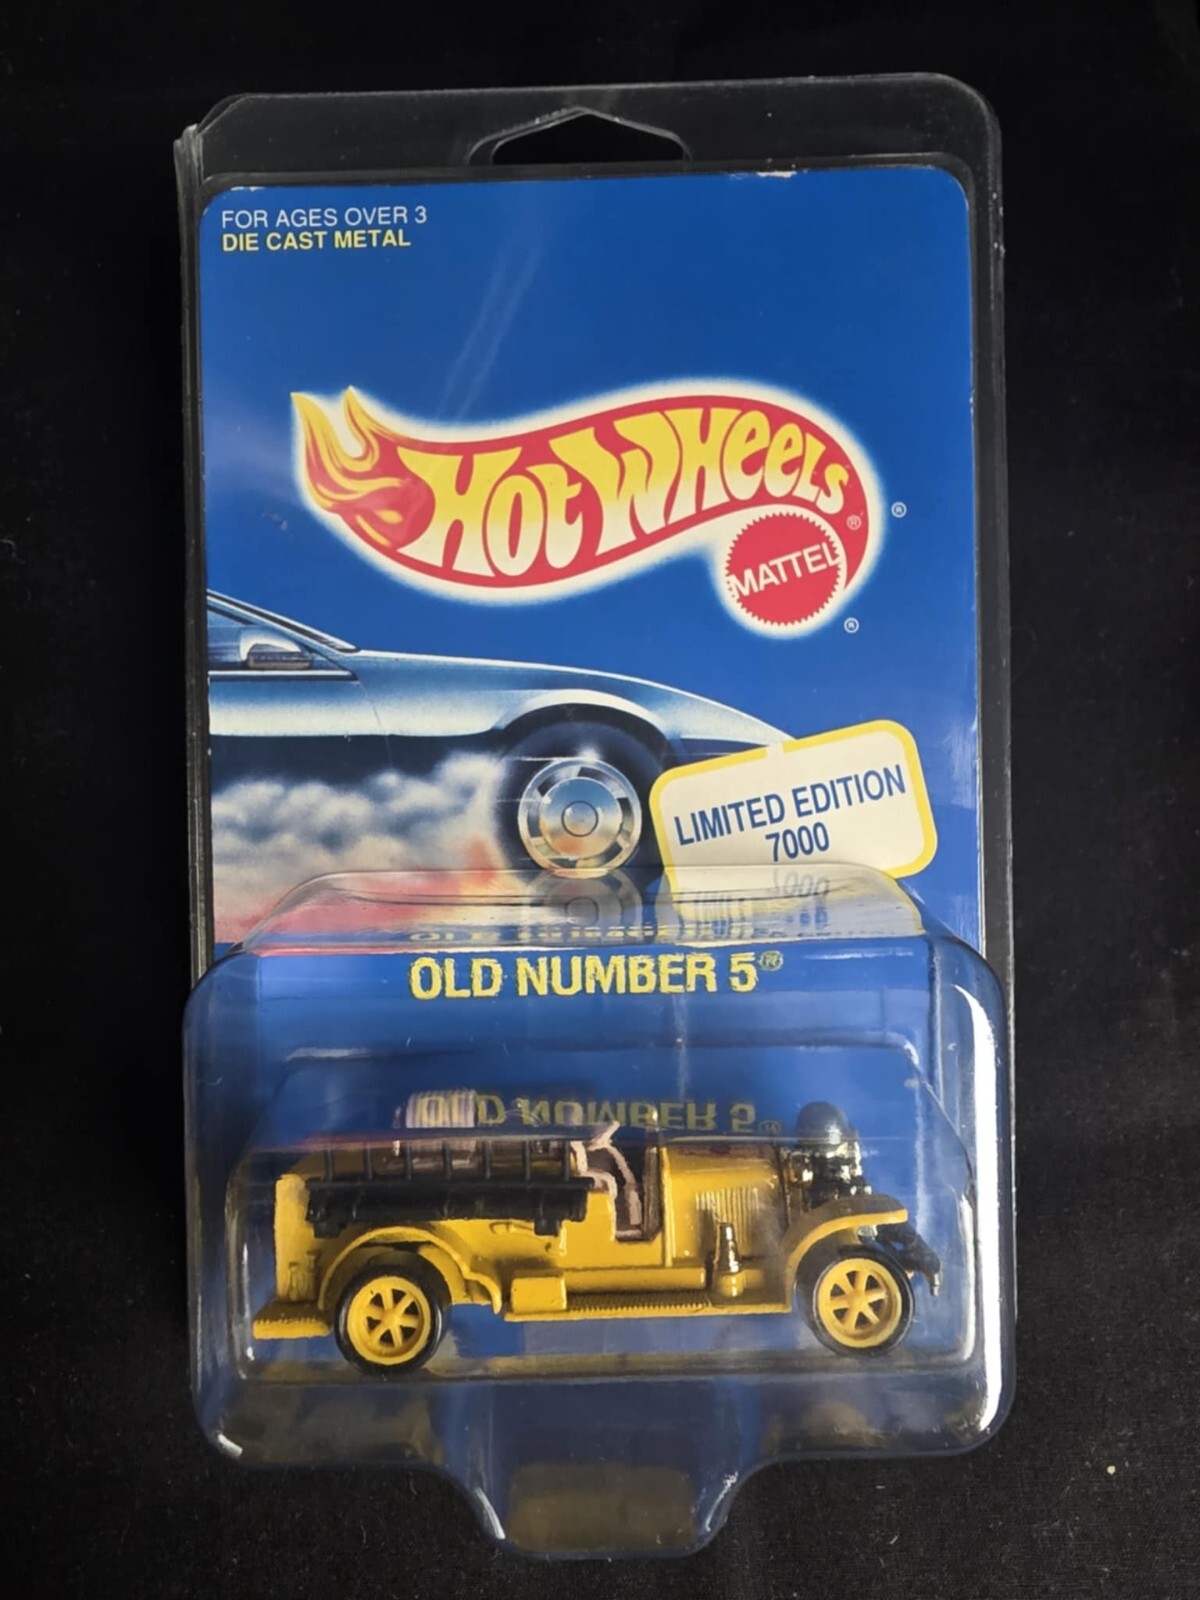 FOR AGES OVER 3
DIE CAST METAL
HOT WHEELS ®
®
MATTEL
®
LIMITED EDITION
7000
OLD NUMBER 5®